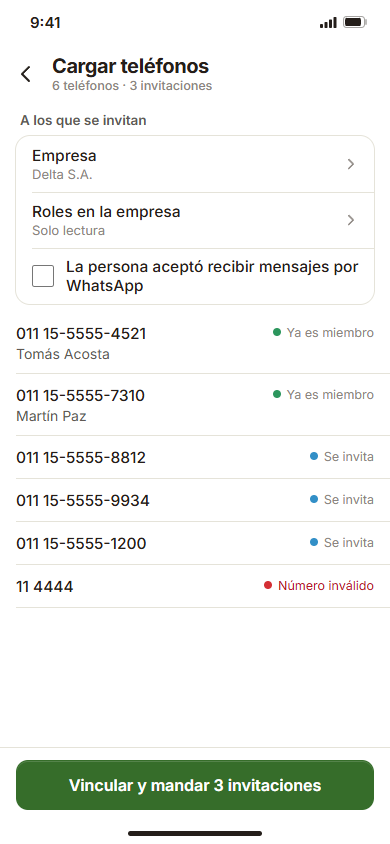 9:41
Cargar teléfonos
6 teléfonos · 3 invitaciones
A los que se invitan
Empresa
Delta S.A.
Roles en la empresa
Solo lectura
La persona aceptó recibir mensajes por
WhatsApp
011 15-5555-4521 Ya es miembro
Tomás Acosta
011 15-5555-7310 Ya es miembro
Martín Paz
011 15-5555-8812 Se invita
011 15-5555-9934 Se invita
011 15-5555-1200 Se invita
11 4444 Número inválido
Vincular y mandar 3 invitaciones